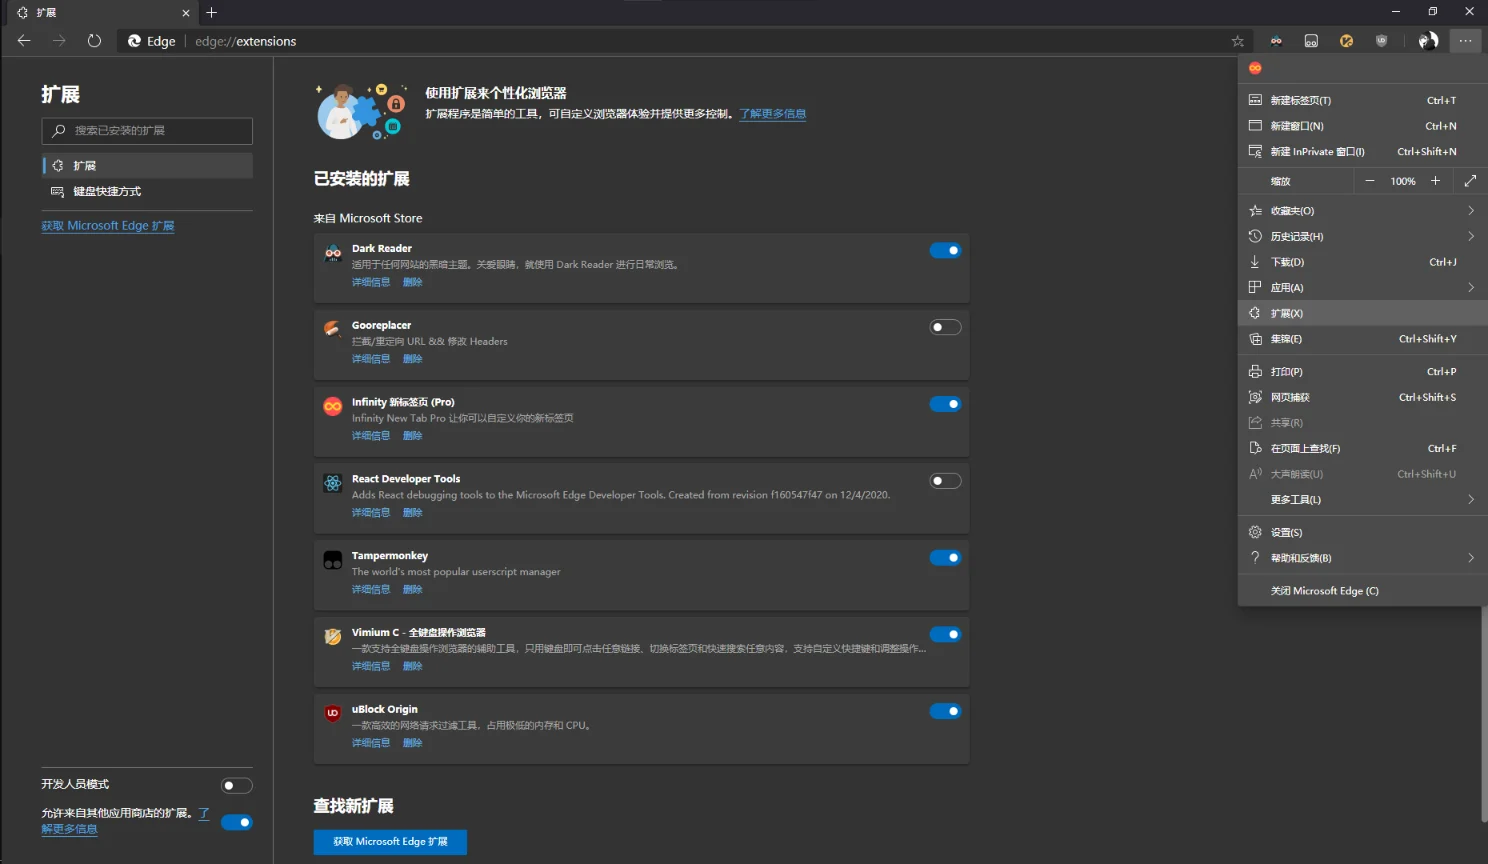 扩展
Edge
edge://extensions
扩展
搜索已安装的扩展
扩展
键盘快捷方式
获取 Microsoft Edge 扩展
开发人员模式
允许来自其他应用商店的扩展。了
解更多信息
使用扩展来个性化浏览器
扩展程序是简单的工具，可自定义浏览器体验并提供更多控制。了解更多信息
已安装的扩展
来自 Microsoft Store
Dark Reader
适用于任何网站的黑暗主题。关爱眼睛，就使用 Dark Reader 进行日常浏览。
详细信息 删除
Gooreplacer
拦截/重定向 URL && 修改 Headers
详细信息 删除
Infinity 新标签页 (Pro)
Infinity New Tab Pro 让你可以自定义你的新标签页
详细信息 删除
React Developer Tools
Adds React debugging tools to the Microsoft Edge Developer Tools. Created from revision f160547f47 on 12/4/2020.
详细信息 删除
Tampermonkey
The world's most popular userscript manager
详细信息 删除
Vimium C - 全键盘操作浏览器
一款支持全键盘操作浏览器的辅助工具，只用键盘即可点击任意链接、切换标签页和快速搜索任意内容，支持自定义快捷键和调整操作...
详细信息 删除
uBlock Origin
一款高效的网络请求过滤工具，占用极低的内存和 CPU。
详细信息 删除
查找新扩展
获取 Microsoft Edge 扩展
新建标签页(T) Ctrl+T
新建窗口(N) Ctrl+N
新建 InPrivate 窗口(I) Ctrl+Shift+N
缩放 100%
收藏夹(O)
历史记录(H)
下载(D) Ctrl+J
应用(A)
扩展(X)
集锦(E) Ctrl+Shift+Y
打印(P) Ctrl+P
网页捕获 Ctrl+Shift+S
共享(R)
在页面上查找(F) Ctrl+F
大声朗读(U) Ctrl+Shift+U
更多工具(L)
设置(S)
帮助和反馈(B)
关闭 Microsoft Edge (C)